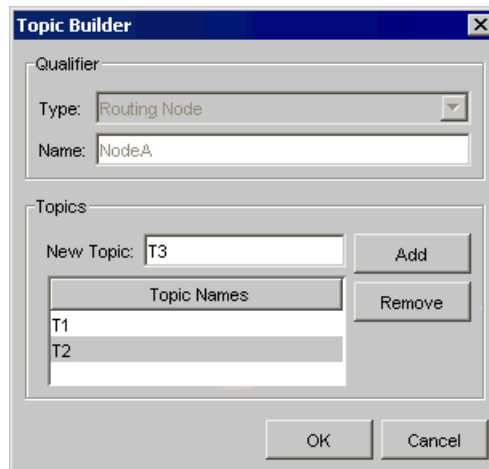 Topic Builder
Qualifier
Type: Routing Node
Name: NodeA
Topics
New Topic: T3 Add
Topic Names Remove
T1
T2
OK Cancel